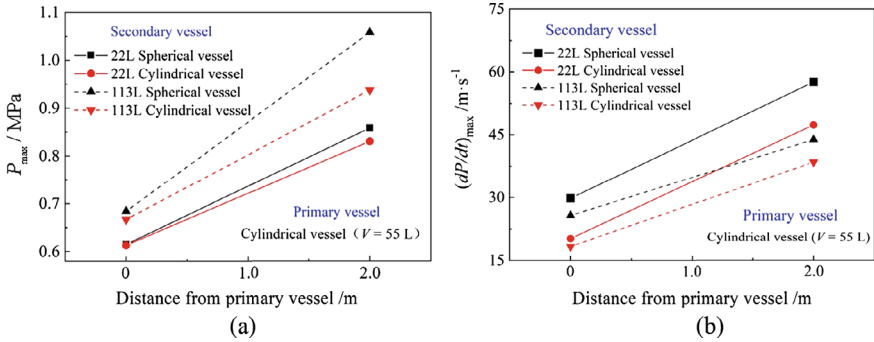 1.1
1.0
0.9
0.8
0.7
0.6
P max / MPa
Secondary vessel
22L Spherical vessel
22L Cylindrical vessel
113L Spherical vessel
113L Cylindrical vessel
Primary vessel
Cylindrical vessel (V = 55 L)
0 1.0 2.0
Distance from primary vessel /m
(a)
75
60
45
30
15
(dP/dt)max /m·s⁻¹
Secondary vessel
22L Spherical vessel
22L Cylindrical vessel
113L Spherical vessel
113L Cylindrical vessel
Primary vessel
Cylindrical vessel (V = 55 L)
0 1.0 2.0
Distance from primary vessel /m
(b)